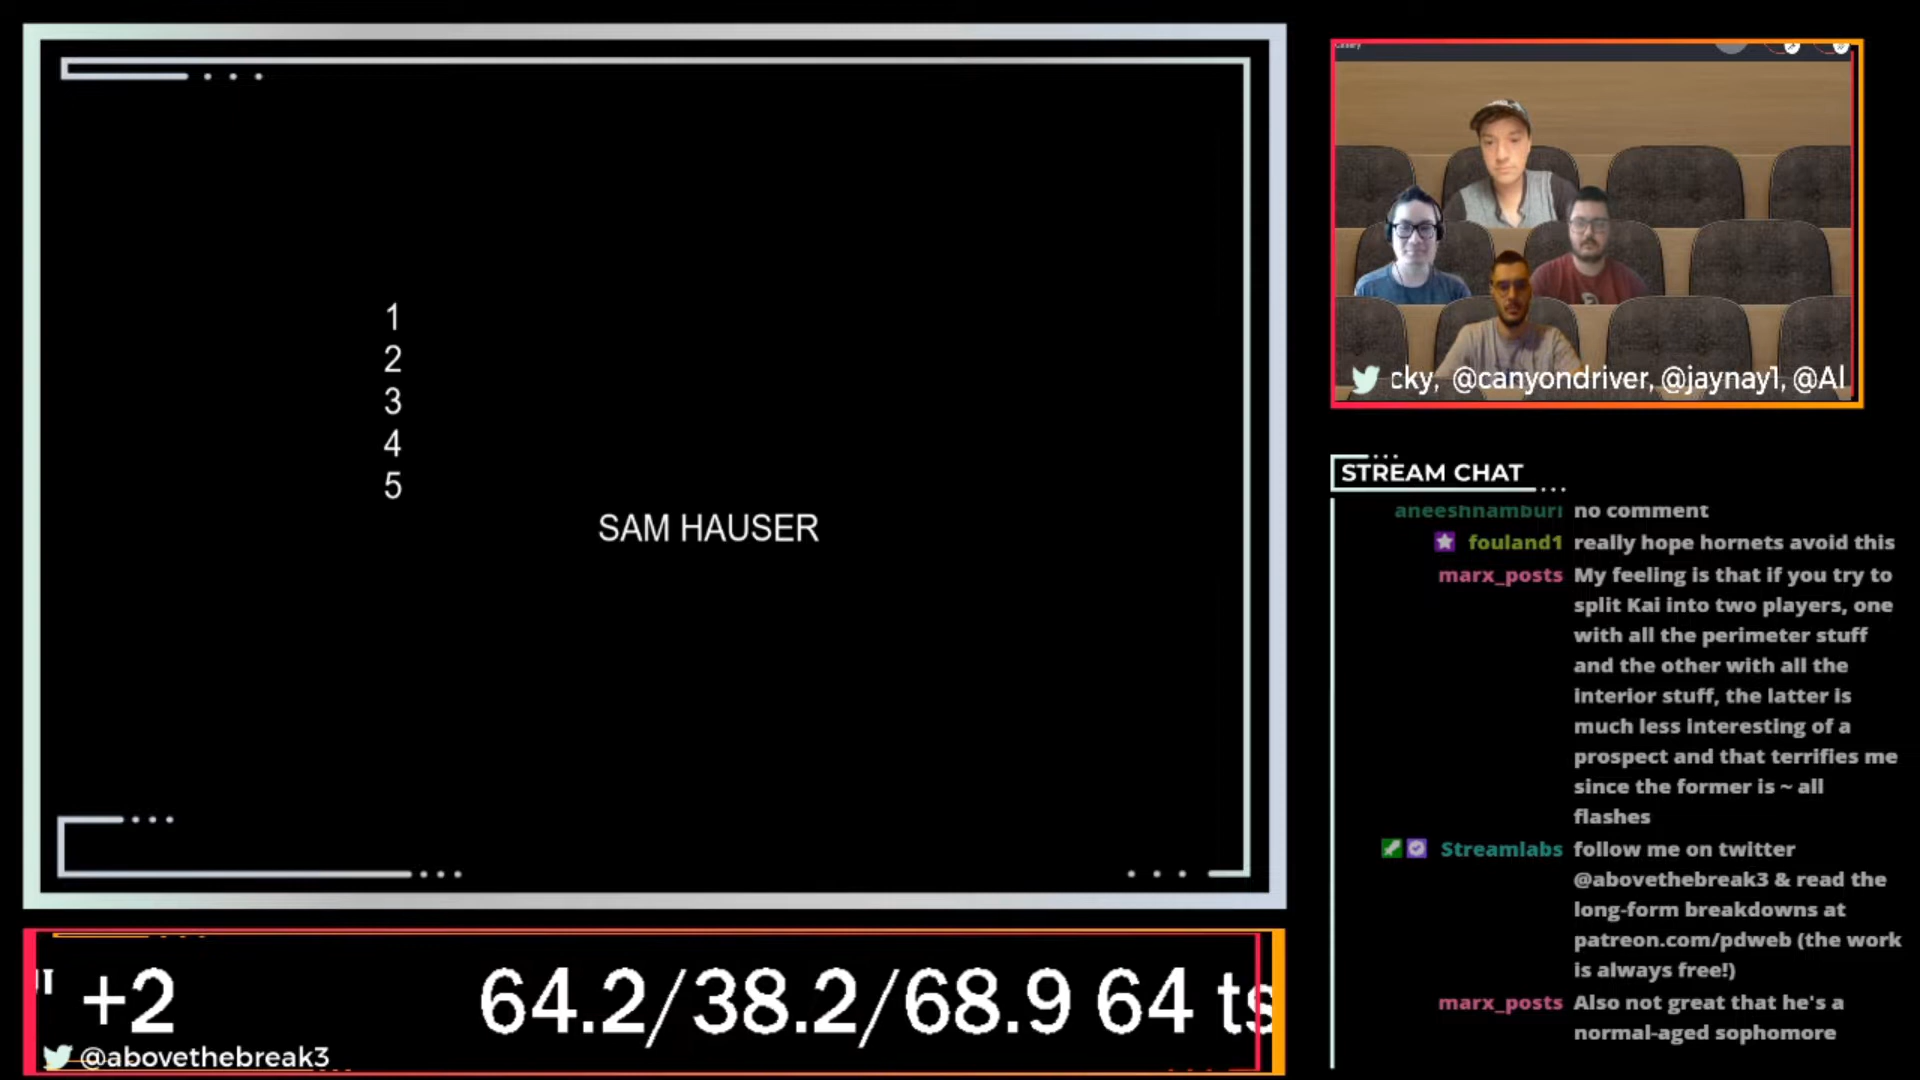 1
2
3
4
5
SAM HAUSER
+2 64.2/38.2/68.9 64 ts
@abovethebreak3
cky, @canyondriver, @jaynay1, @Al
STREAM CHAT
aneeshnamburi no comment
fouland1 really hope hornets avoid this
marx_posts My feeling is that if you try to
split Kai into two players, one
with all the perimeter stuff
and the other with all the
interior stuff, the latter is
much less interesting of a
prospect and that terrifies me
since the former is ~ all
flashes
Streamlabs follow me on twitter
@abovethebreak3 & read the
long-form breakdowns at
patreon.com/pdweb (the work
is always free!)
marx_posts Also not great that he's a
normal-aged sophomore